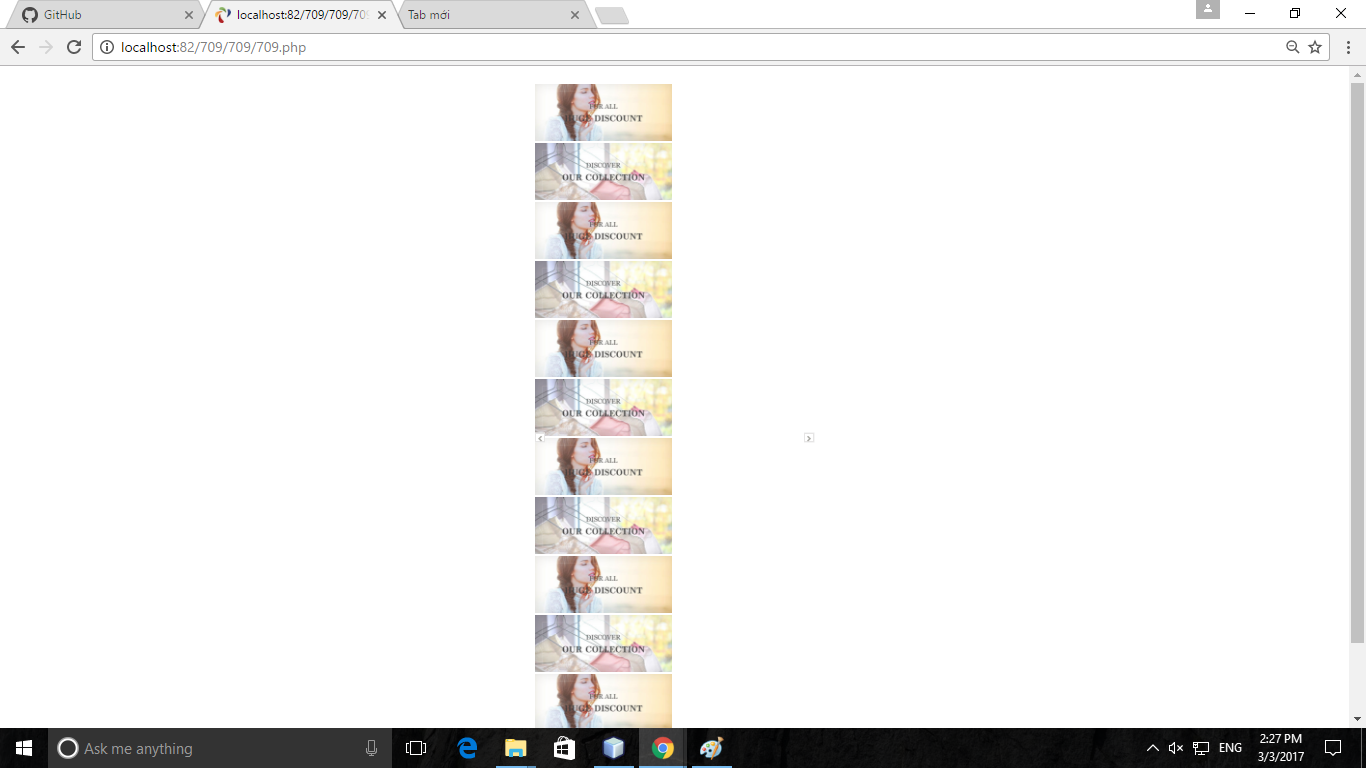 GitHub
localhost:82/709/709/709
Tab mới
localhost:82/709/709/709.php
FOR ALL
HUGE DISCOUNT
DISCOVER
OUR COLLECTION
FOR ALL
HUGE DISCOUNT
DISCOVER
OUR COLLECTION
FOR ALL
HUGE DISCOUNT
DISCOVER
OUR COLLECTION
FOR ALL
HUGE DISCOUNT
DISCOVER
OUR COLLECTION
FOR ALL
HUGE DISCOUNT
DISCOVER
OUR COLLECTION
FOR ALL
HUGE DISCOUNT
Ask me anything
ENG
2:27 PM
3/3/2017